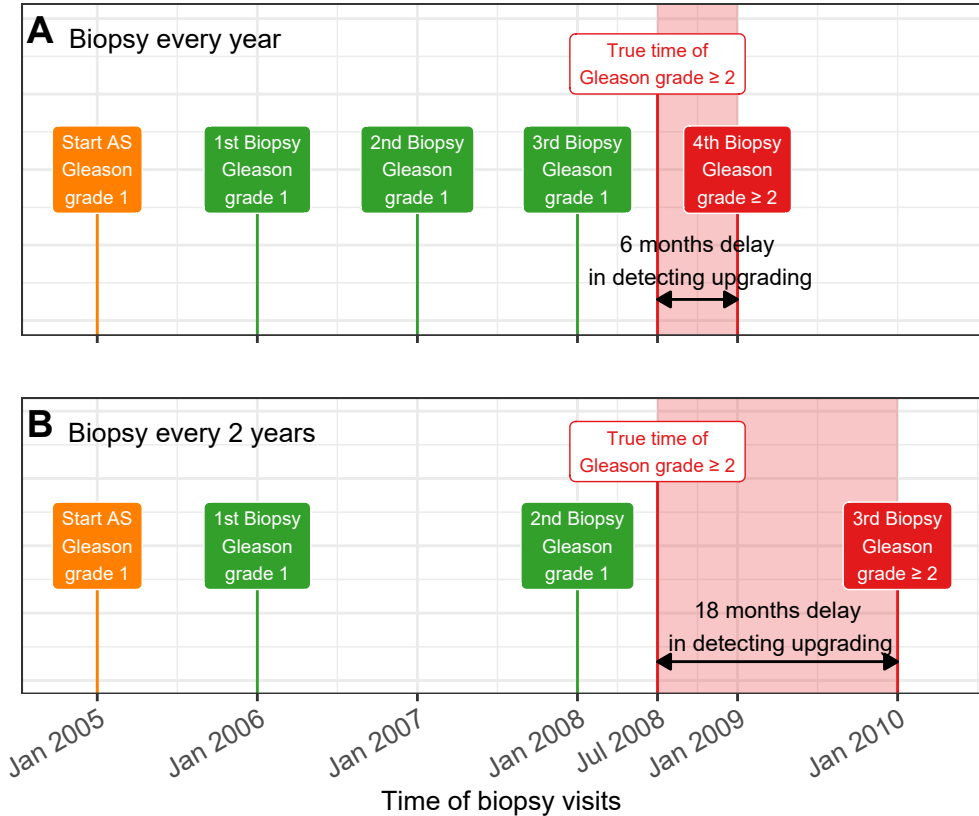 A Biopsy every year
True time of
Gleason grade ≥ 2
Start AS
Gleason
grade 1
1st Biopsy
Gleason
grade 1
2nd Biopsy
Gleason
grade 1
3rd Biopsy
Gleason
grade 1
4th Biopsy
Gleason
grade ≥ 2
6 months delay
in detecting upgrading
B Biopsy every 2 years
True time of
Gleason grade ≥ 2
Start AS
Gleason
grade 1
1st Biopsy
Gleason
grade 1
2nd Biopsy
Gleason
grade 1
3rd Biopsy
Gleason
grade ≥ 2
18 months delay
in detecting upgrading
Jan 2005
Jan 2006
Jan 2007
Jan 2008
Jul 2008
Jan 2009
Jan 2010
Time of biopsy visits